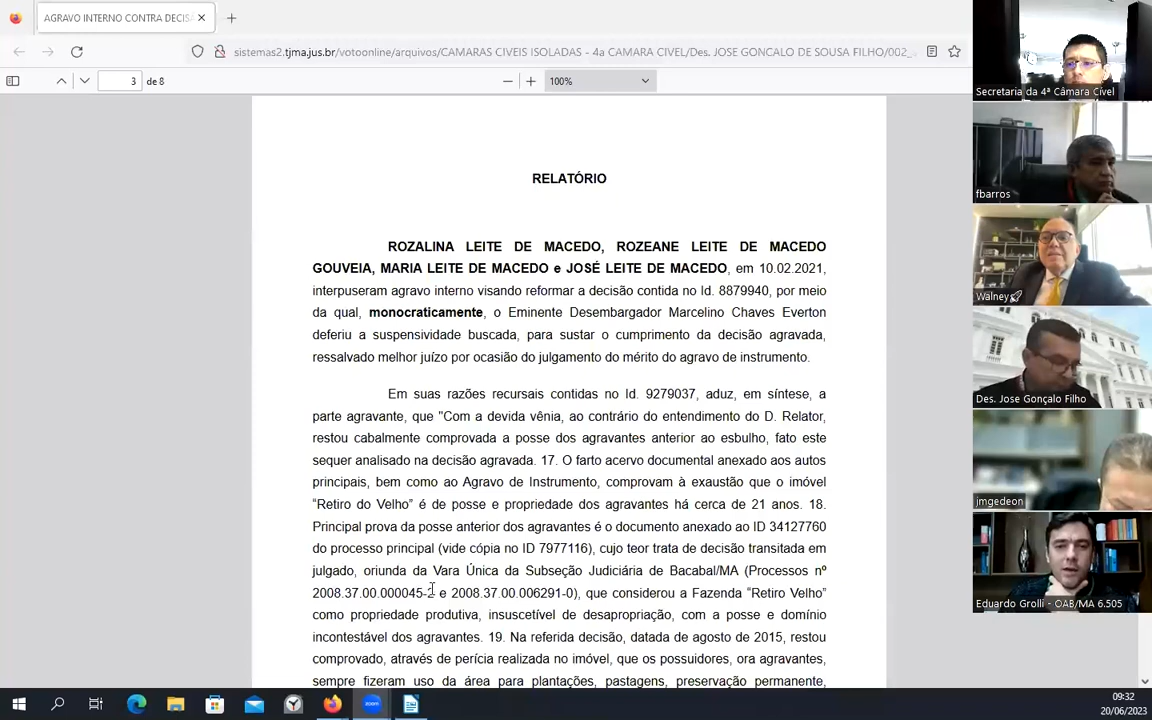 AGRAVO INTERNO CONTRA DECIS
sistemas2.tjma.jus.br/votoonline/arquivos/CAMARAS CIVEIS ISOLADAS - 4a CAMARA CIVEL/Des. JOSE GONCALO DE SOUSA FILHO/002_
3 de 8
100%
RELATÓRIO
ROZALINA LEITE DE MACEDO, ROZEANE LEITE DE MACEDO
GOUVEIA, MARIA LEITE DE MACEDO e JOSÉ LEITE DE MACEDO, em 10.02.2021,
interpuseram agravo interno visando reformar a decisão contida no Id. 8879940, por meio
da qual, monocraticamente, o Eminente Desembargador Marcelino Chaves Everton
deferiu a suspensividade buscada, para sustar o cumprimento da decisão agravada,
ressalvado melhor juízo por ocasião do julgamento do mérito do agravo de instrumento.
Em suas razões recursais contidas no Id. 9279037, aduz, em síntese, a
parte agravante, que "Com a devida vênia, ao contrário do entendimento do D. Relator,
restou cabalmente comprovada a posse dos agravantes anterior ao esbulho, fato este
sequer analisado na decisão agravada. 17. O farto acervo documental anexado aos autos
principais, bem como ao Agravo de Instrumento, comprovam à exaustão que o imóvel
“Retiro do Velho” é de posse e propriedade dos agravantes há cerca de 21 anos. 18.
Principal prova da posse anterior dos agravantes é o documento anexado ao ID 34127760
do processo principal (vide cópia no ID 7977116), cujo teor trata de decisão transitada em
julgado, oriunda da Vara Única da Subseção Judiciária de Bacabal/MA (Processos nº
2008.37.00.000045-2 e 2008.37.00.006291-0), que considerou a Fazenda “Retiro Velho”
como propriedade produtiva, insuscetível de desapropriação, com a posse e domínio
incontestável dos agravantes. 19. Na referida decisão, datada de agosto de 2015, restou
comprovado, através de perícia realizada no imóvel, que os possuidores, ora agravantes,
sempre fizeram uso da área para plantações, pastagens, preservação permanente,
Secretaria da 4ª Câmara Cível
fbarros
Walney
Des. Jose Gonçalo Filho
jmgedeon
Eduardo Grolli - OAB/MA 6.505
zoom
09:32
20/06/2023